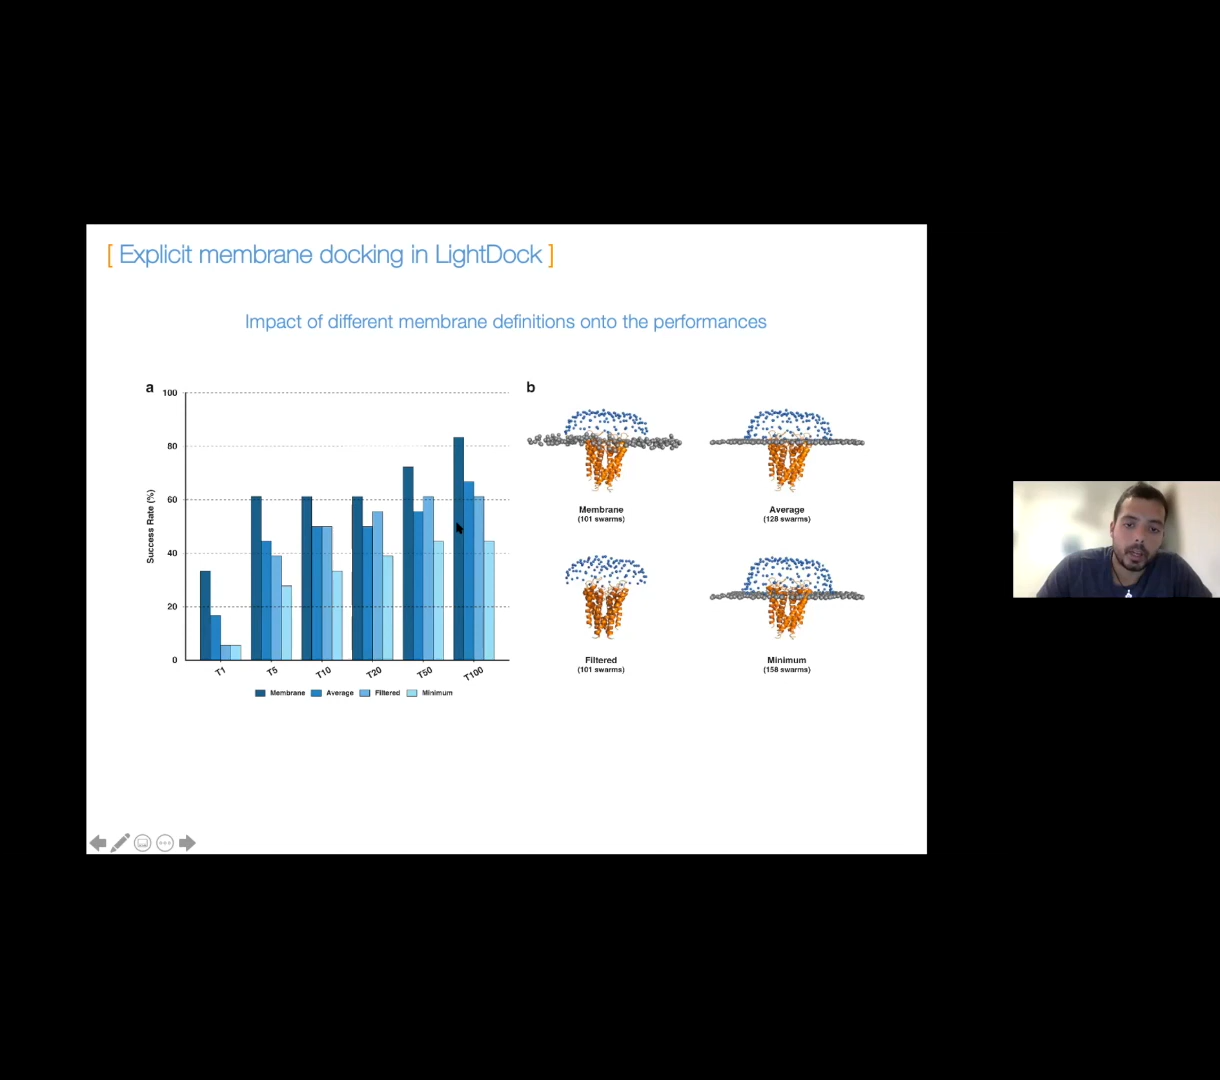 [ Explicit membrane docking in LightDock ]
Impact of different membrane definitions onto the performances
a
100
80
60
40
20
0
Success Rate (%)
T1
T5
T10
T20
T50
T100
Membrane
Average
Filtered
Minimum
b
Membrane
(101 swarms)
Average
(128 swarms)
Filtered
(101 swarms)
Minimum
(158 swarms)